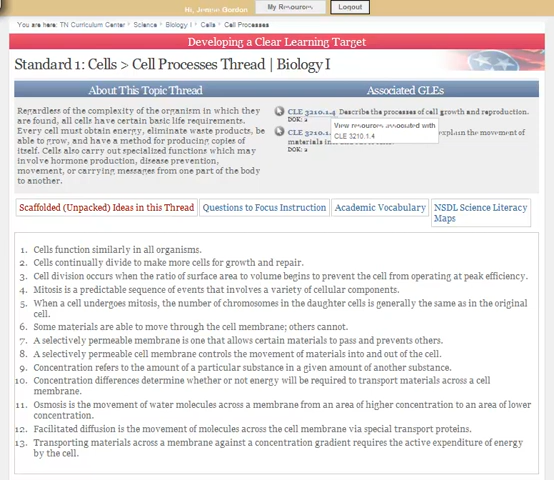 Hi, Jeanne Gordon
My Resources
Logout
You are here: TN Curriculum Center › Science › Biology I › Cells › Cell Processes
Developing a Clear Learning Target
Standard 1: Cells > Cell Processes Thread | Biology I
About This Topic Thread
Regardless of the complexity of the organism in which they
are found, all cells have certain basic life requirements.
Every cell must obtain energy, eliminate waste products, be
able to grow, and have a method for producing copies of
itself. Cells also carry out specialized functions which may
involve hormone production, disease prevention,
movement, or carrying messages from one part of the body
to another.
Associated GLEs
CLE 3210.1.4 Describe the processes of cell growth and reproduction.
DOK: 2
CLE 3210.1. explain the movement of
materials in
DOK: 2
View resources associated with
CLE 3210.1.4
Scaffolded (Unpacked) Ideas in this Thread
Questions to Focus Instruction
Academic Vocabulary
NSDL Science Literacy
Maps
1. Cells function similarly in all organisms.
2. Cells continually divide to make more cells for growth and repair.
3. Cell division occurs when the ratio of surface area to volume begins to prevent the cell from operating at peak efficiency.
4. Mitosis is a predictable sequence of events that involves a variety of cellular components.
5. When a cell undergoes mitosis, the number of chromosomes in the daughter cells is generally the same as in the original
cell.
6. Some materials are able to move through the cell membrane; others cannot.
7. A selectively permeable membrane is one that allows certain materials to pass and prevents others.
8. A selectively permeable cell membrane controls the movement of materials into and out of the cell.
9. Concentration refers to the amount of a particular substance in a given amount of another substance.
10. Concentration differences determine whether or not energy will be required to transport materials across a cell
membrane.
11. Osmosis is the movement of water molecules across a membrane from an area of higher concentration to an area of lower
concentration.
12. Facilitated diffusion is the movement of molecules across the cell membrane via special transport proteins.
13. Transporting materials across a membrane against a concentration gradient requires the active expenditure of energy
by the cell.